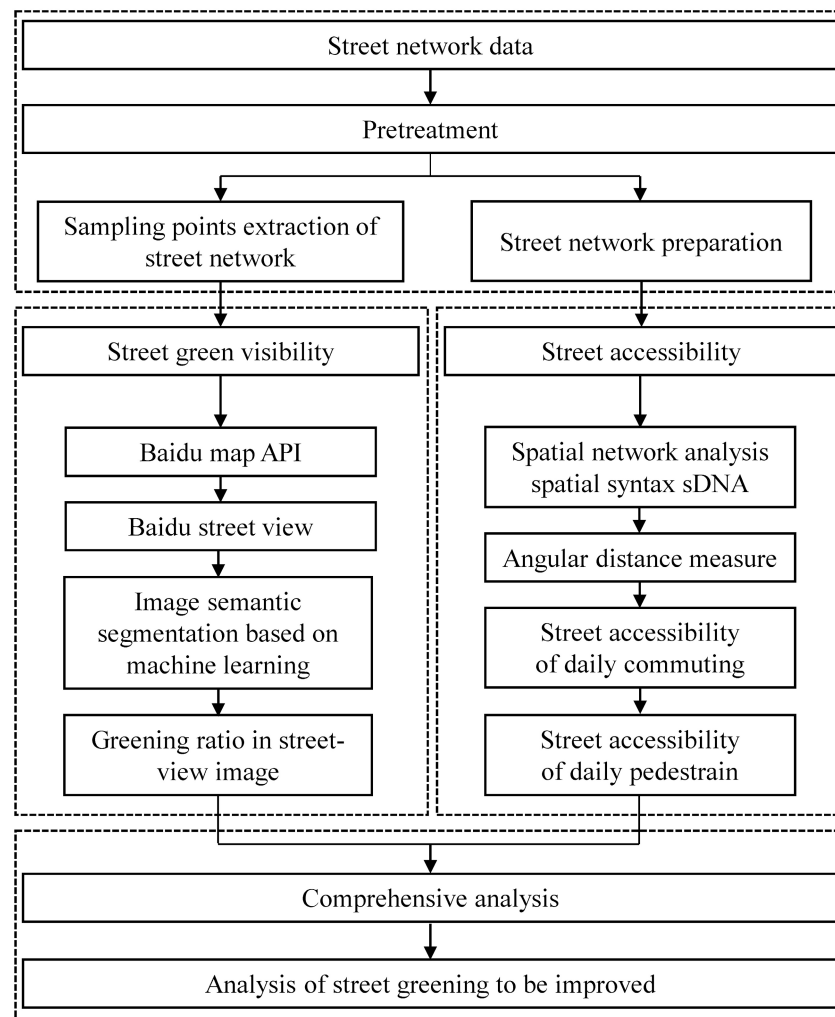 Street network data
Pretreatment
Sampling points extraction of
street network
Street network preparation
Street green visibility
Baidu map API
Baidu street view
Image semantic
segmentation based on
machine learning
Greening ratio in street-
view image
Street accessibility
Spatial network analysis
spatial syntax sDNA
Angular distance measure
Street accessibility
of daily commuting
Street accessibility
of daily pedestrain
Comprehensive analysis
Analysis of street greening to be improved